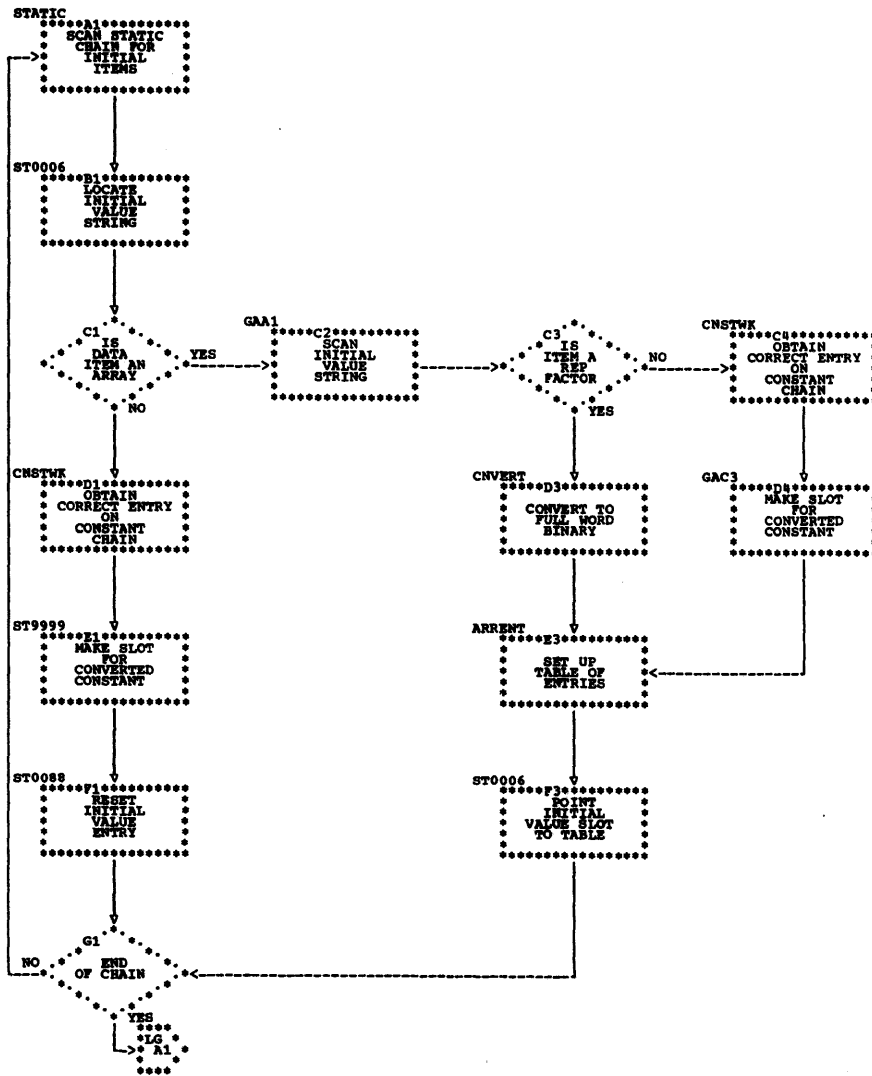 STATIC
A1
SCAN STATIC
CHAIN FOR
INITIAL
ITEMS
ST0006
B1
LOCATE
INITIAL
VALUE
STRING
C1
IS
DATA
ITEM AN
ARRAY
YES
NO
GAA1
C2
SCAN
INITIAL
VALUE
STRING
C3
IS
ITEM A
REP
FACTOR
NO
YES
CNSTWK
C4
OBTAIN
CORRECT ENTRY
ON
CONSTANT
CHAIN
CNSTWK
D1
OBTAIN
CORRECT ENTRY
ON
CONSTANT
CHAIN
CNVERT
D3
CONVERT TO
FULL WORD
BINARY
GAC3
D4
MAKE SLOT
FOR
CONVERTED
CONSTANT
ST9999
E1
MAKE SLOT
FOR
CONVERTED
CONSTANT
ARRENT
E3
SET UP
TABLE OF
ENTRIES
ST0088
F1
RESET
INITIAL
VALUE
ENTRY
ST0006
F3
POINT
INITIAL
VALUE SLOT
TO TABLE
G1
END
OF CHAIN
NO
YES
LG
A1